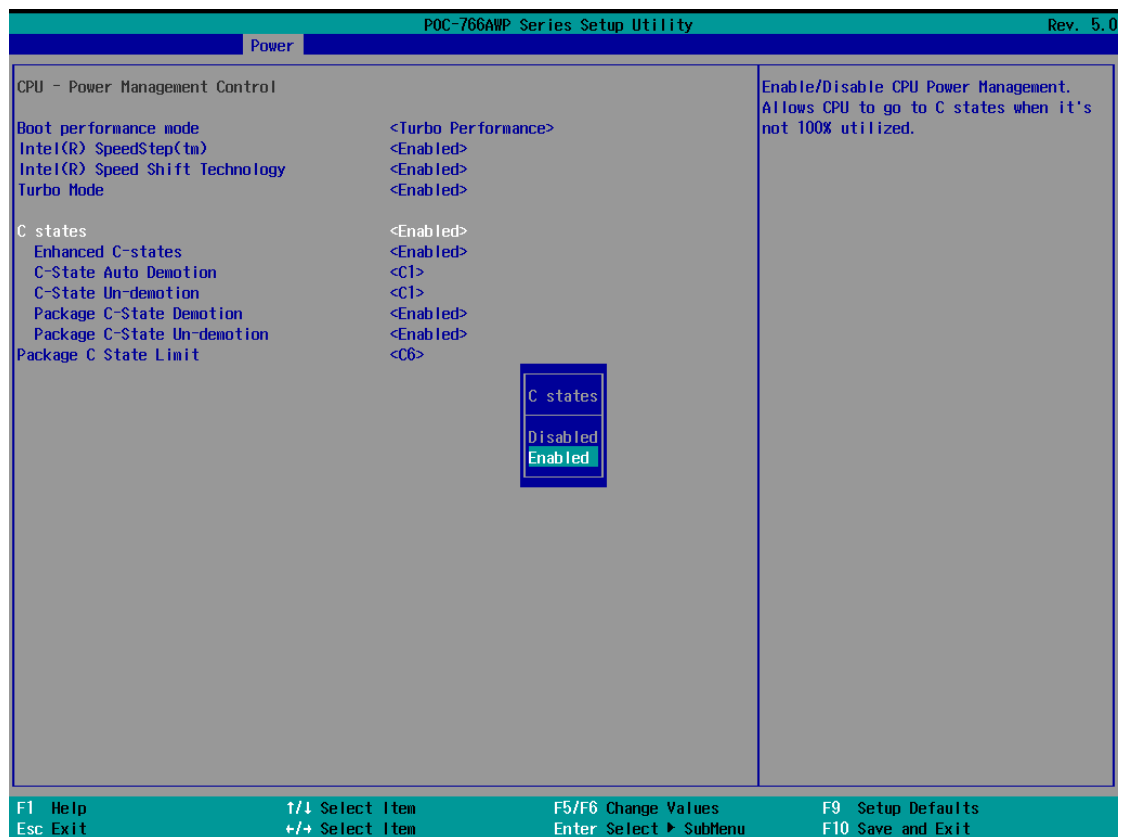 POC-766AWP Series Setup Utility Rev. 5.0
Power
CPU - Power Management Control
Boot performance mode <Turbo Performance>
Intel(R) SpeedStep(tm) <Enabled>
Intel(R) Speed Shift Technology <Enabled>
Turbo Mode <Enabled>
C states <Enabled>
Enhanced C-states <Enabled>
C-State Auto Demotion <C1>
C-State Un-demotion <C1>
Package C-State Demotion <Enabled>
Package C-State Un-demotion <Enabled>
Package C State Limit <C6>
C states
Disabled
Enabled
Enable/Disable CPU Power Management.
Allows CPU to go to C states when it's
not 100% utilized.
F1 Help ↑/↓ Select Item F5/F6 Change Values F9 Setup Defaults
Esc Exit ←/→ Select Item Enter Select ▶ SubMenu F10 Save and Exit